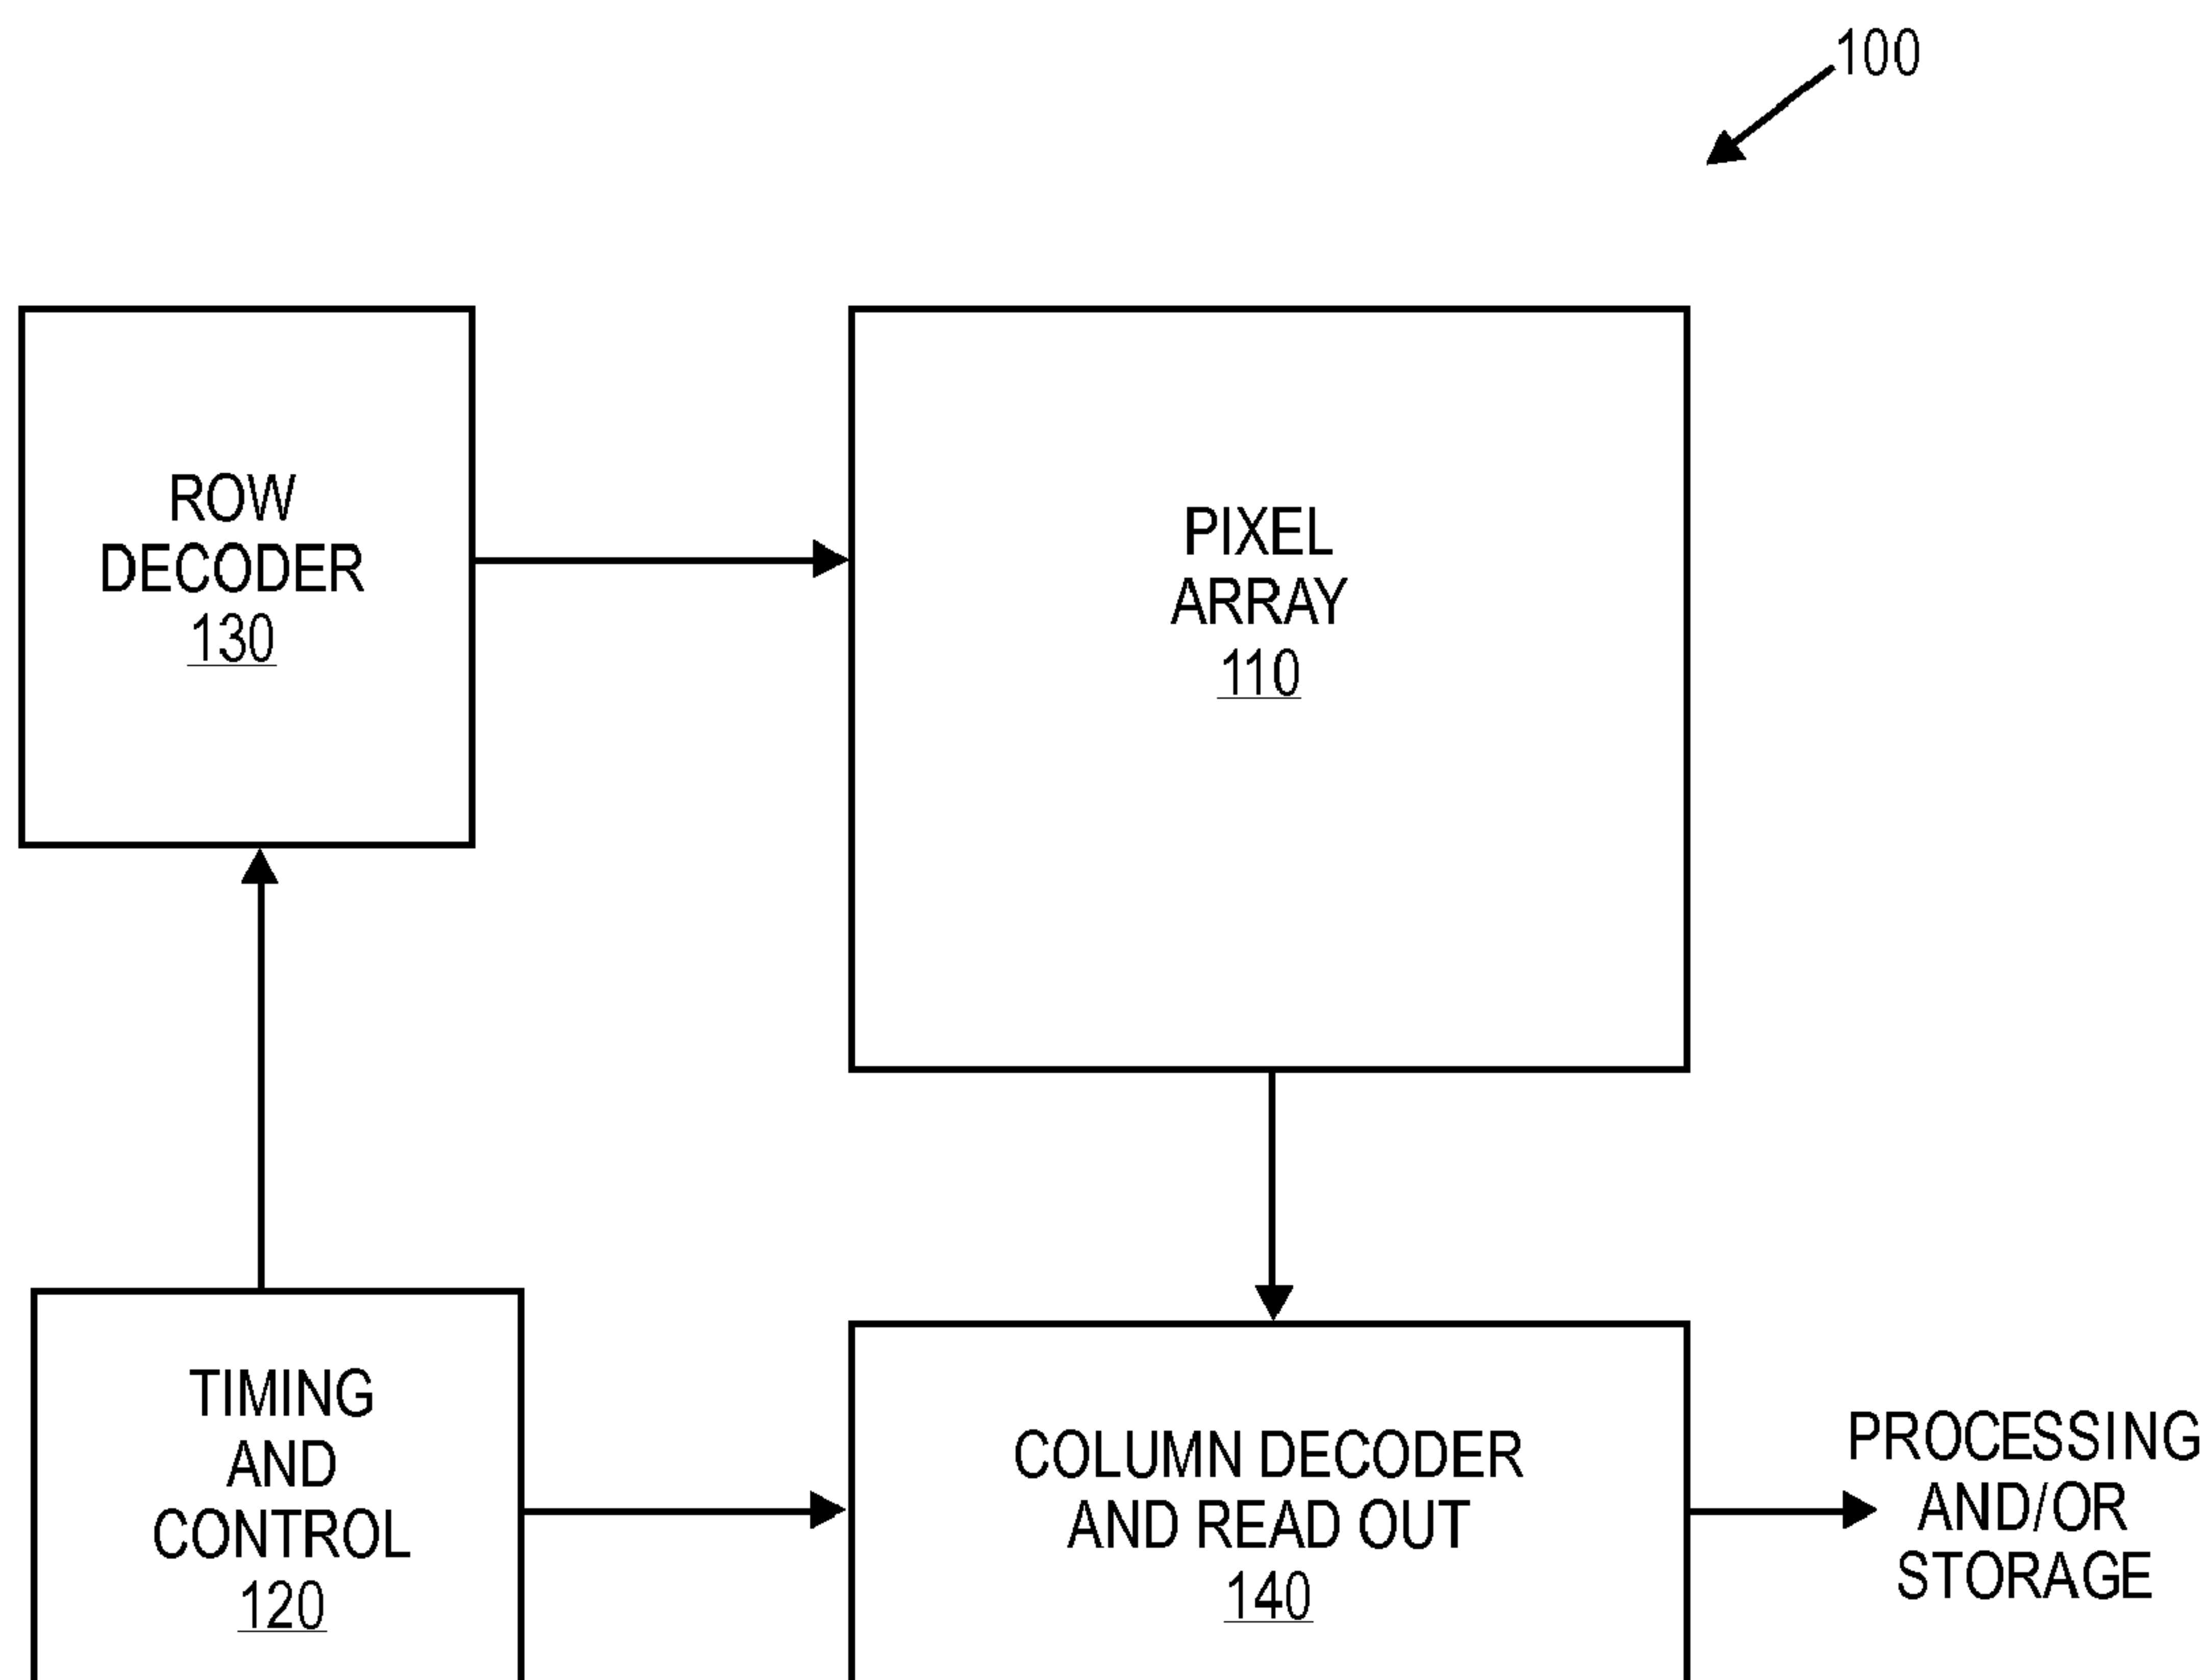 100
ROW
DECODER
130
PIXEL
ARRAY
110
TIMING
AND
CONTROL
120
COLUMN DECODER
AND READ OUT
140
PROCESSING
AND/OR
STORAGE